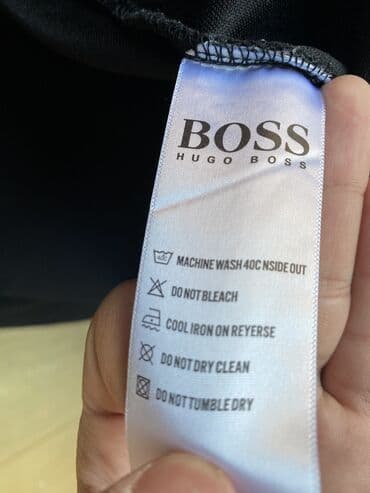 BOSS
HUGO BOSS
MACHINE WASH 40C NSIDE OUT
DO NOT BLEACH
COOL IRON ON REYERSE
DO NOT DRY CLEAN
DO NOT TUMBLE DRY